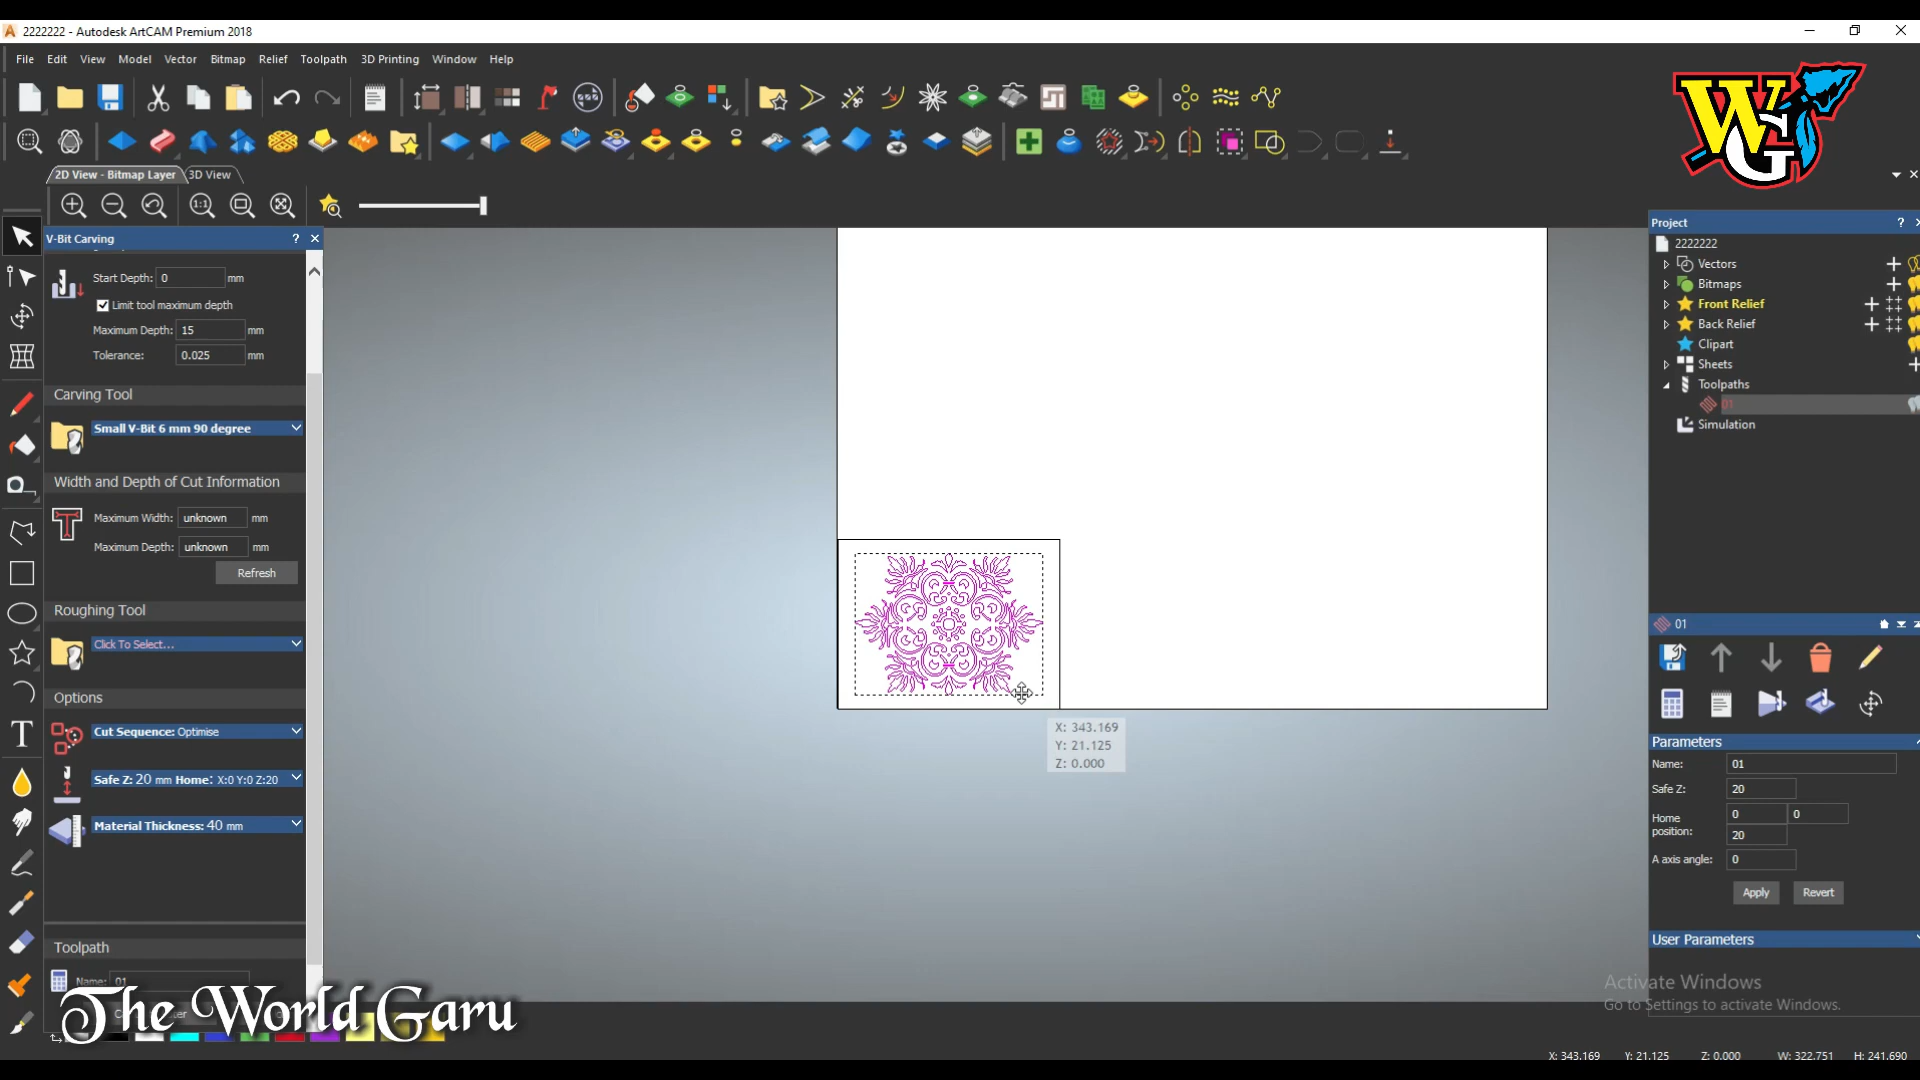 2222222 - Autodesk ArtCAM Premium 2018
File Edit View Model Vector Bitmap Relief Toolpath 3D Printing Window Help
WGG
2D View - Bitmap Layer 3D View
1:1
V-Bit Carving ? ×
Start Depth: 0 mm
Limit tool maximum depth
Maximum Depth: 15 mm
Tolerance: 0.025 mm
Carving Tool
Small V-Bit 6 mm 90 degree
Width and Depth of Cut Information
Maximum Width: unknown mm
Maximum Depth: unknown mm
Refresh
Roughing Tool
Click To Select...
Options
Cut Sequence: Optimise
Safe Z: 20 mm Home: X:0 Y:0 Z:20
Material Thickness: 40 mm
Toolpath
Name: 01
The World Garu
X: 343.169
Y: 21.125
Z: 0.000
Project ?
2222222
Vectors
Bitmaps
Front Relief
Back Relief
Clipart
Sheets
Toolpaths
01
Simulation
01
Parameters
Name: 01
Safe Z: 20
Home position: 0 0
20
A axis angle: 0
Apply Revert
User Parameters
Activate Windows
Go to Settings to activate Windows.
X: 343.169 Y: 21.125 Z: 0.000 W: 322.751 H: 241.690